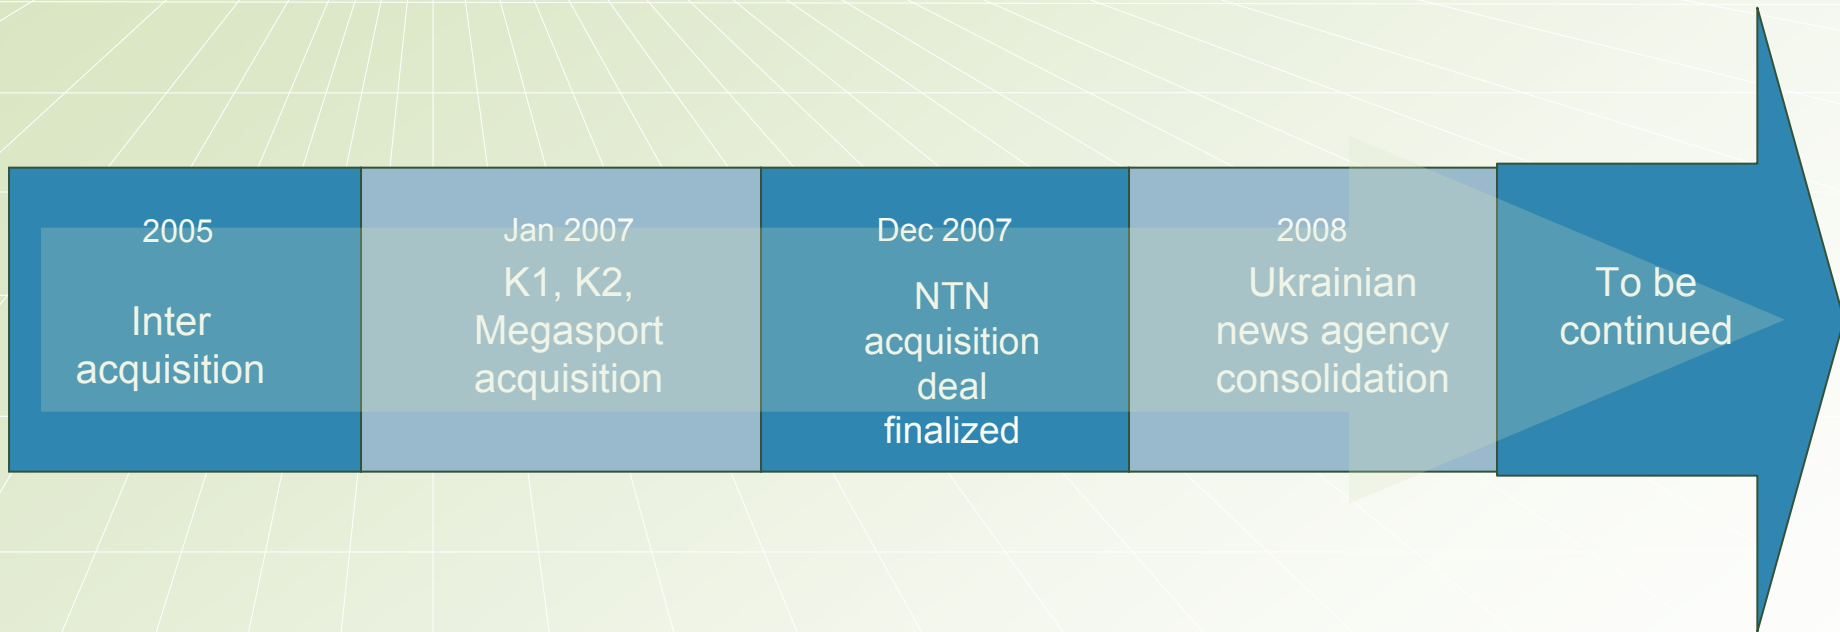 2005
Inter
acquisition
Jan 2007
K1, K2,
Megasport
acquisition
Dec 2007
NTN
acquisition
deal
finalized
2008
Ukrainian
news agency
consolidation
To be
continued